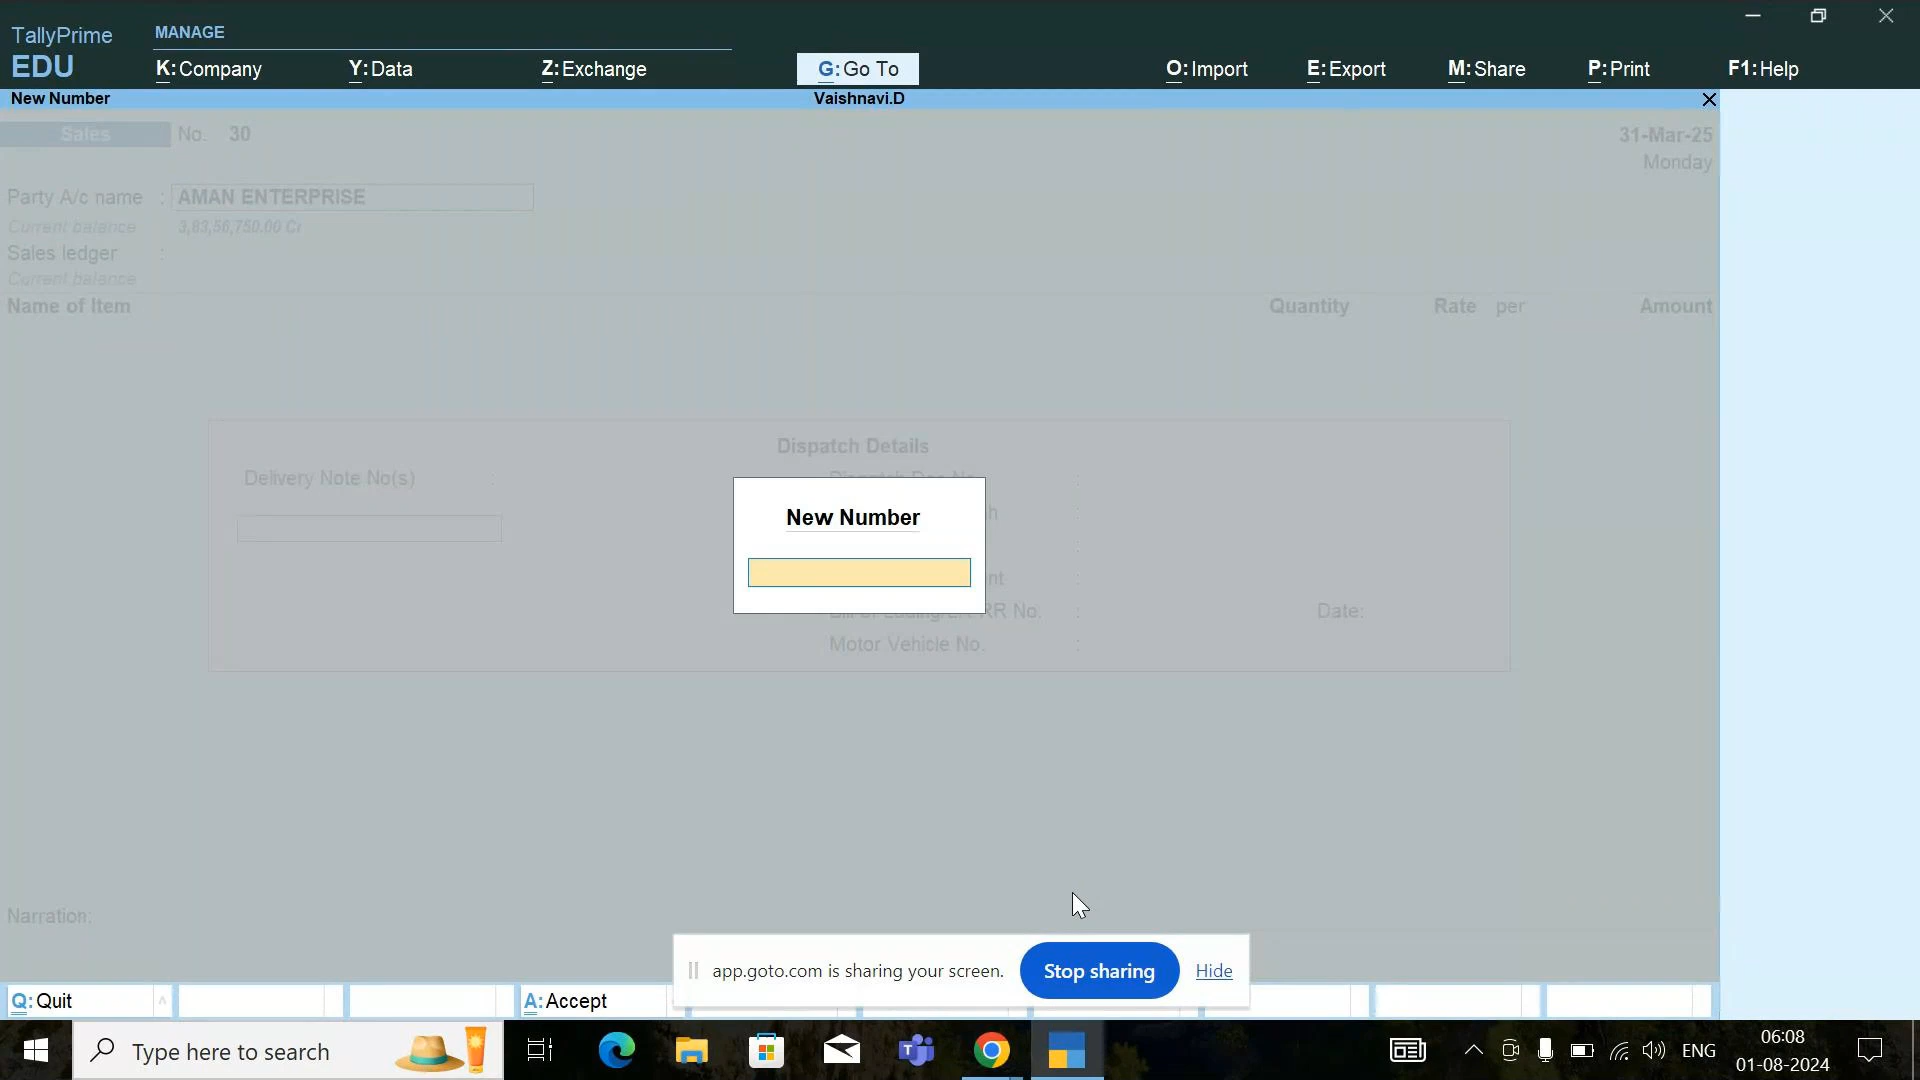 TallyPrime
EDU
MANAGE
K:Company
Y:Data
Z:Exchange
G:Go To
O:Import
E:Export
M:Share
P:Print
F1:Help
New Number
Vaishnavi.D
Sales
No. 30
31-Mar-25
Monday
Party A/c name : AMAN ENTERPRISE
Current balance 3,83,56,750.00 Cr
Sales ledger :
Current balance
Name of Item
Quantity
Rate per
Amount
Dispatch Details
Delivery Note No(s) :
New Number
Date:
Motor Vehicle No. :
Narration:
app.goto.com is sharing your screen.
Stop sharing
Hide
Q:Quit
A:Accept
Type here to search
ENG
06:08
01-08-2024